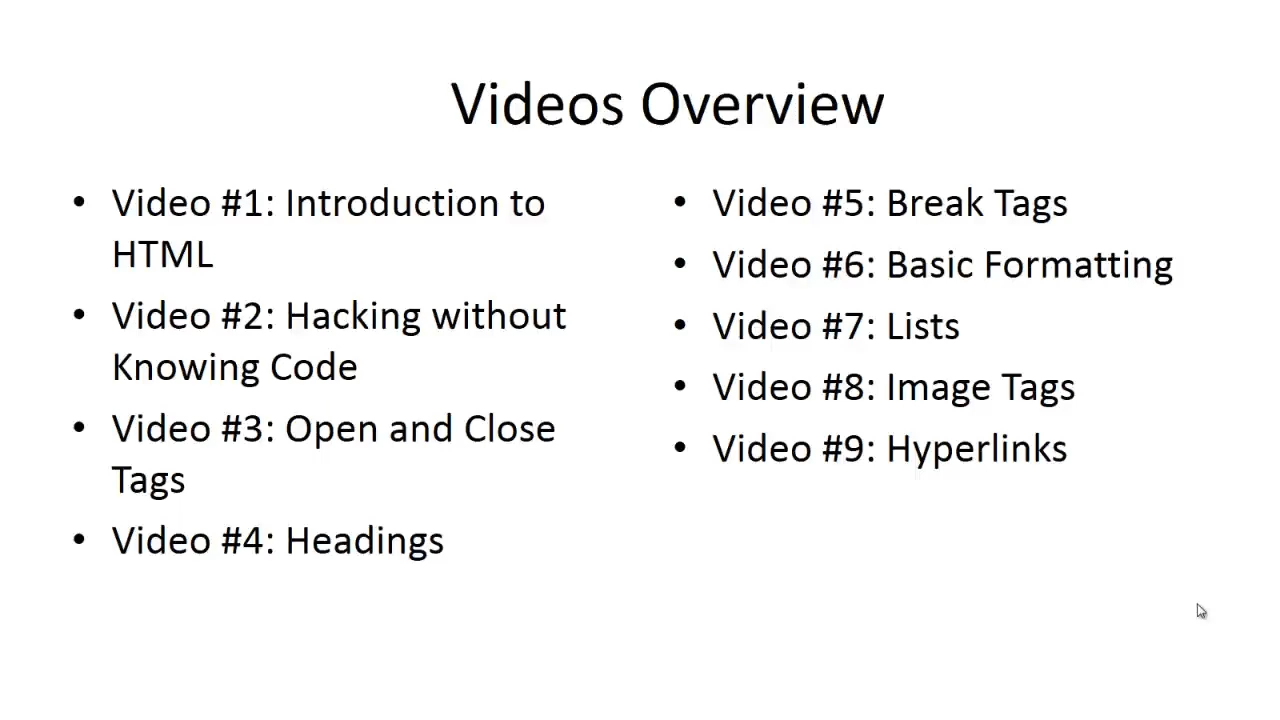 Videos Overview
• Video #1: Introduction to
HTML
• Video #2: Hacking without
Knowing Code
• Video #3: Open and Close
Tags
• Video #4: Headings
• Video #5: Break Tags
• Video #6: Basic Formatting
• Video #7: Lists
• Video #8: Image Tags
• Video #9: Hyperlinks